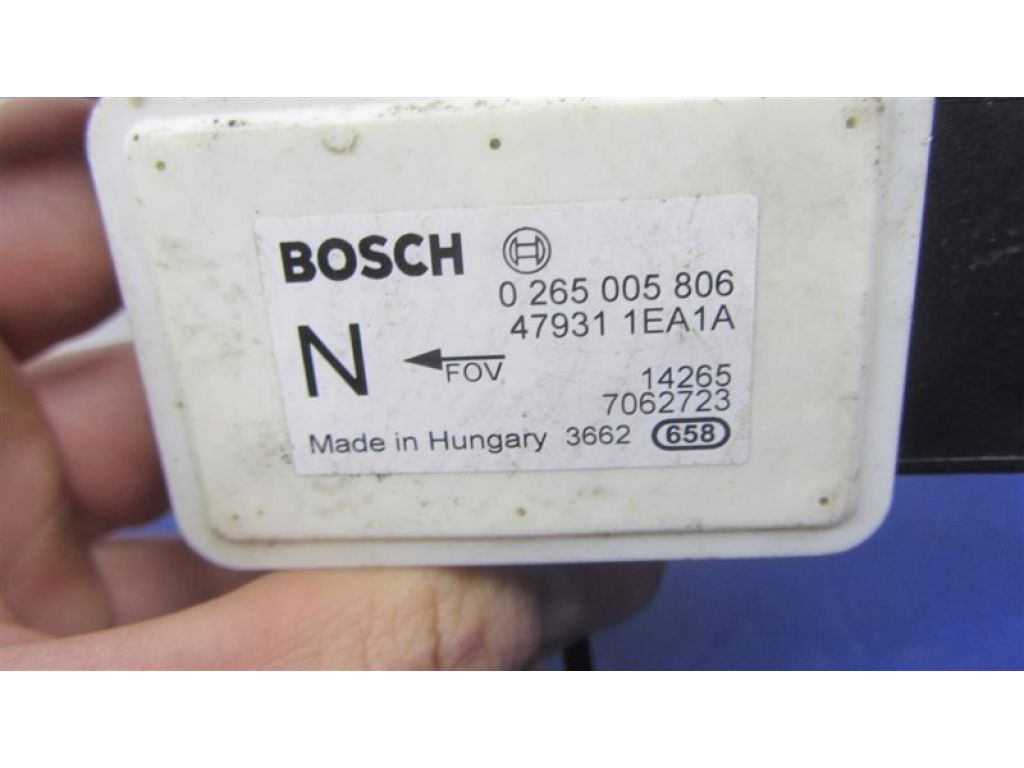 BOSCH
0 265 005 806
47931 1EA1A
N
FOV
14265
7062723
Made in Hungary 3662 658